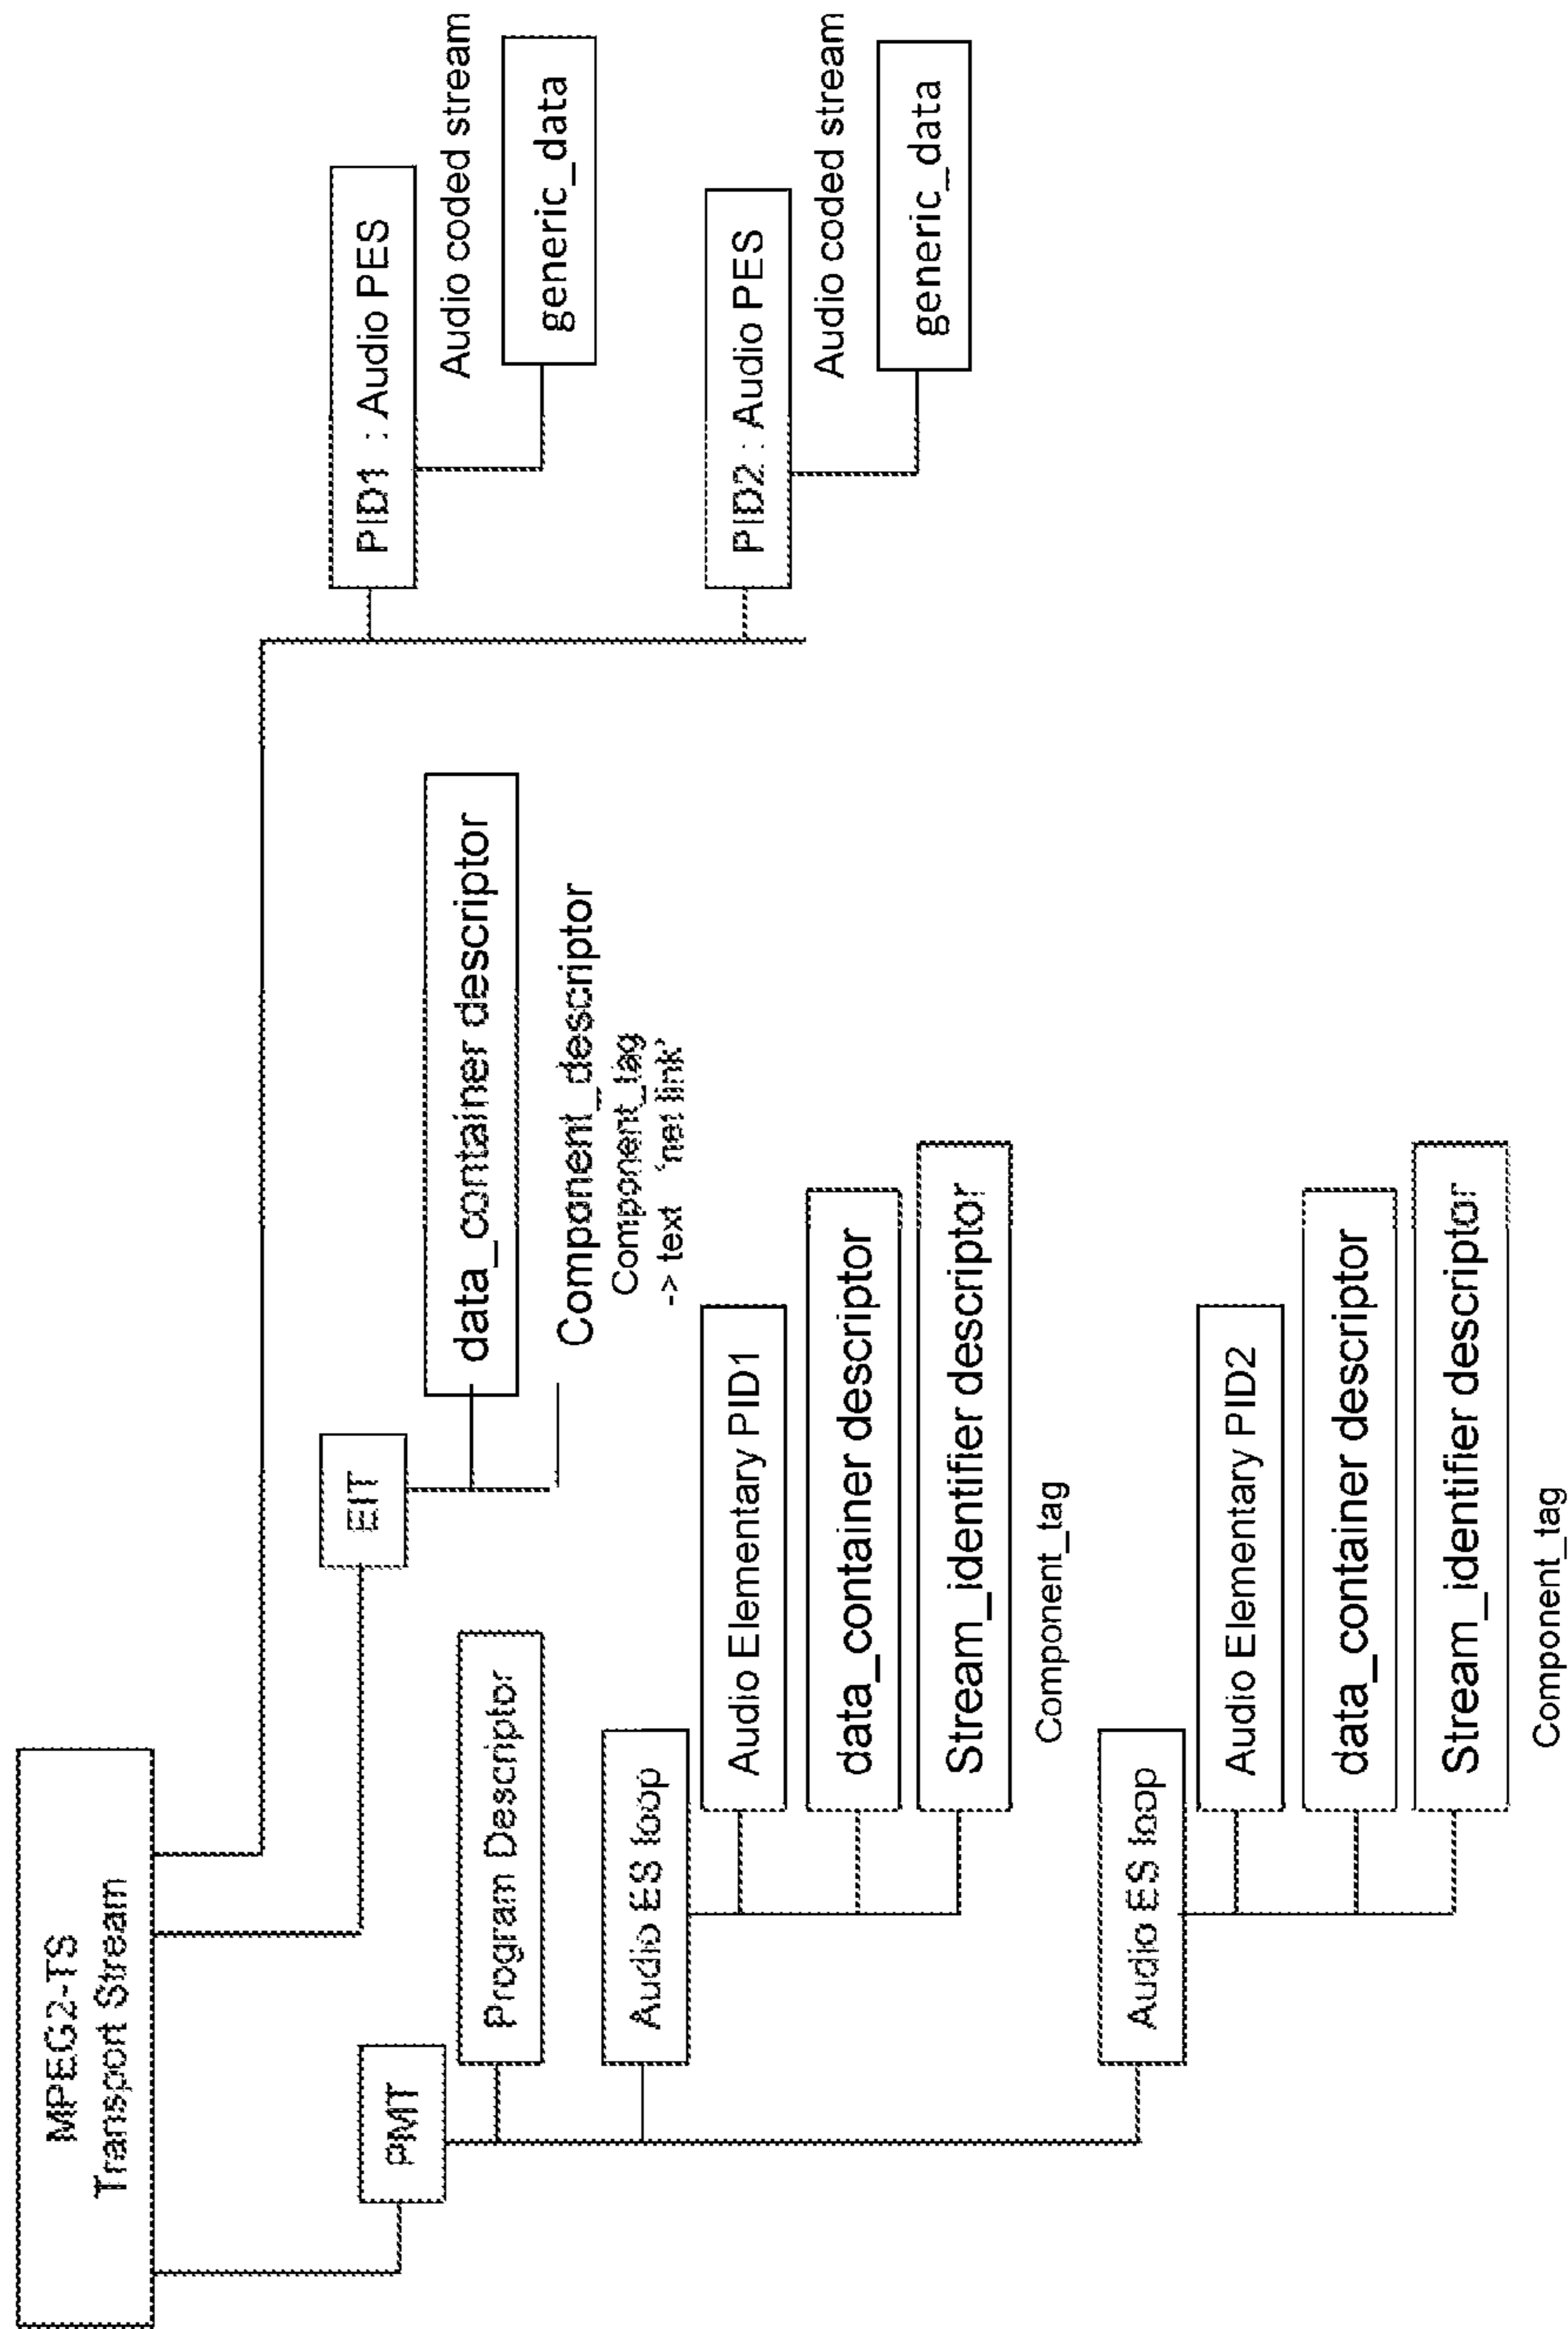 MPEG2-TS
Transport Stream
PMT
Program Descriptor
Audio ES loop
Audio Elementary PID1
data_container descriptor
Stream_identifier descriptor
Component_tag
Audio ES loop
Audio Elementary PID2
data_container descriptor
Stream_identifier descriptor
Component_tag
EIT
data_container descriptor
Component_descriptor
Component_tag
-> text 'net link'
PID1 : Audio PES
Audio coded stream
generic_data
PID2 : Audio PES
Audio coded stream
generic_data